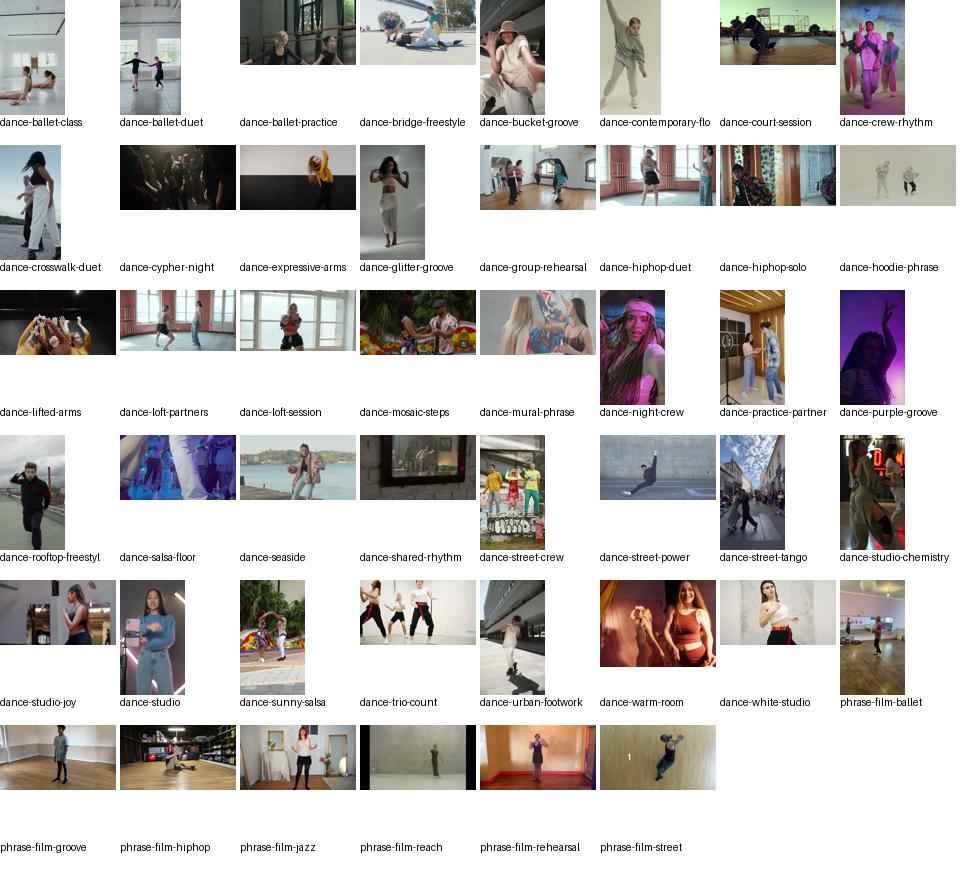 dance-ballet-class
dance-ballet-duet
dance-ballet-practice
dance-bridge-freestyle
dance-bucket-groove
dance-contemporary-flo
dance-court-session
dance-crew-rhythm
dance-crosswalk-duet
dance-cypher-night
dance-expressive-arms
dance-glitter-groove
dance-group-rehearsal
dance-hiphop-duet
dance-hiphop-solo
dance-hoodie-phrase
dance-lifted-arms
dance-loft-partners
dance-loft-session
dance-mosaic-steps
dance-mural-phrase
dance-night-crew
dance-practice-partner
dance-purple-groove
dance-rooftop-freestyl
dance-salsa-floor
dance-seaside
dance-shared-rhythm
dance-street-crew
dance-street-power
dance-street-tango
dance-studio-chemistry
dance-studio-joy
dance-studio
dance-sunny-salsa
dance-trio-count
dance-urban-footwork
dance-warm-room
dance-white-studio
phrase-film-ballet
1
phrase-film-groove
phrase-film-hiphop
phrase-film-jazz
phrase-film-reach
phrase-film-rehearsal
phrase-film-street